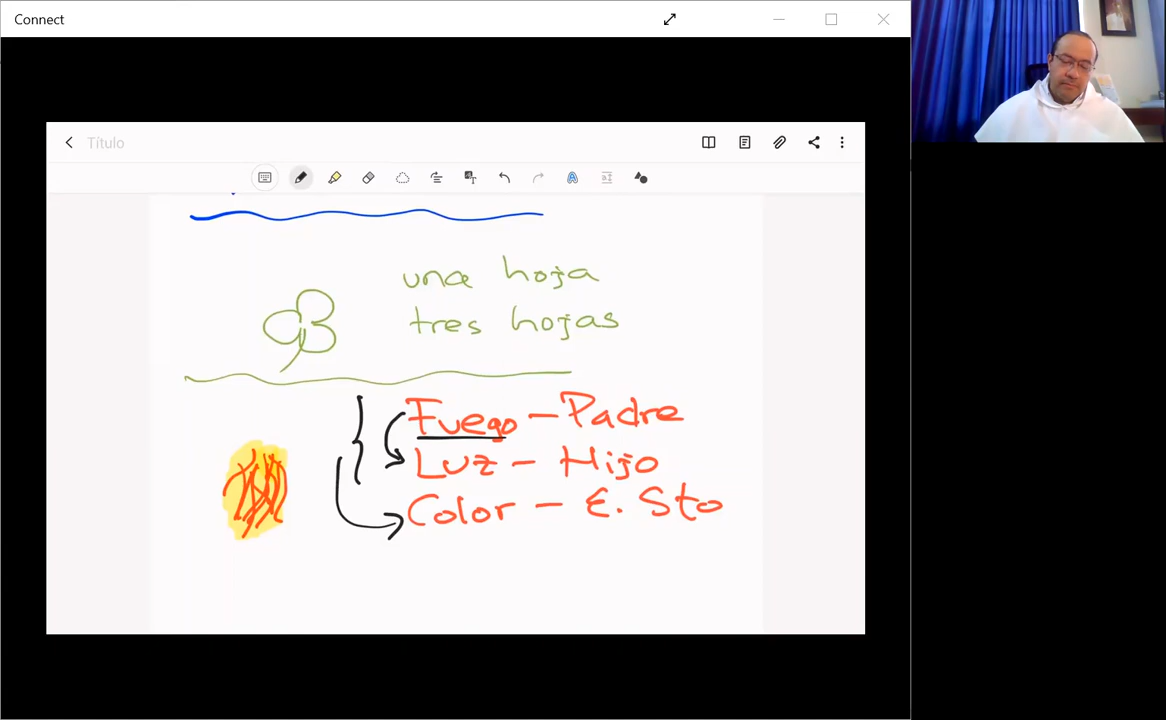 Connect
Título
una hoja
tres hojas
Fuego - Padre
Luz - Hijo
Color - E. Sto